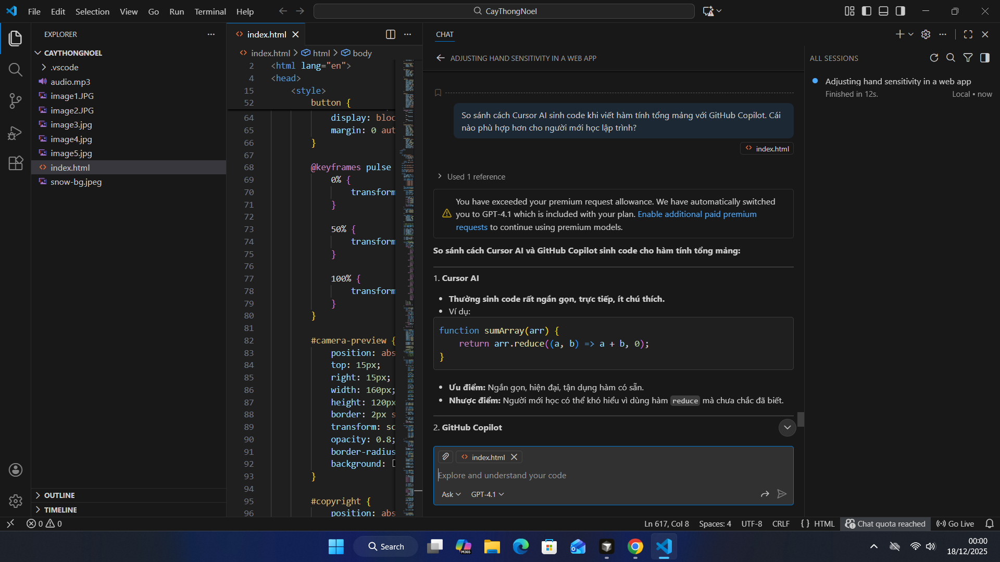 File Edit Selection View Go Run Terminal Help
CayThongNoel
EXPLORER
CAYTHONGNOEL
.vscode
audio.mp3
image1.JPG
image2.JPG
image3.jpg
image4.jpg
image5.jpg
index.html
snow-bg.jpeg
OUTLINE
TIMELINE
index.html
index.html > html > body
2 <html lang="en">
4 <head>
15 <style>
52 button {
64 display: bloc
65 margin: 0 aut
66 }
67
68 @keyframes pulse
69 0% {
70 transform
71 }
72
73 50% {
74 transform
75 }
76
77 100% {
78 transform
79 }
80 }
81
82 #camera-preview {
83 position: abs
84 top: 15px;
85 right: 15px;
86 width: 160px;
87 height: 120px
88 border: 2px s
89 transform: sc
90 opacity: 0.8;
91 border-radius
92 background:
93 }
94
95 #copyright {
96 position: abs
CHAT
ADJUSTING HAND SENSITIVITY IN A WEB APP
So sánh cách Cursor AI sinh code khi viết hàm tính tổng mảng với GitHub Copilot. Cái
nào phù hợp hơn cho người mới học lập trình?
index.html
Used 1 reference
You have exceeded your premium request allowance. We have automatically switched
you to GPT-4.1 which is included with your plan. Enable additional paid premium
requests to continue using premium models.
So sánh cách Cursor AI và GitHub Copilot sinh code cho hàm tính tổng mảng:
1. Cursor AI
• Thường sinh code rất ngắn gọn, trực tiếp, ít chú thích.
• Ví dụ:
function sumArray(arr) {
return arr.reduce((a, b) => a + b, 0);
}
• Ưu điểm: Ngắn gọn, hiện đại, tận dụng hàm có sẵn.
• Nhược điểm: Người mới học có thể khó hiểu vì dùng hàm reduce mà chưa chắc đã biết.
2. GitHub Copilot
index.html
Explore and understand your code
Ask GPT-4.1
ALL SESSIONS
Adjusting hand sensitivity in a web app
Finished in 12s. Local • now
0 0
Ln 617, Col 8 Spaces: 4 UTF-8 CRLF { } HTML Chat quota reached Go Live
Search
M365
00:00
18/12/2025